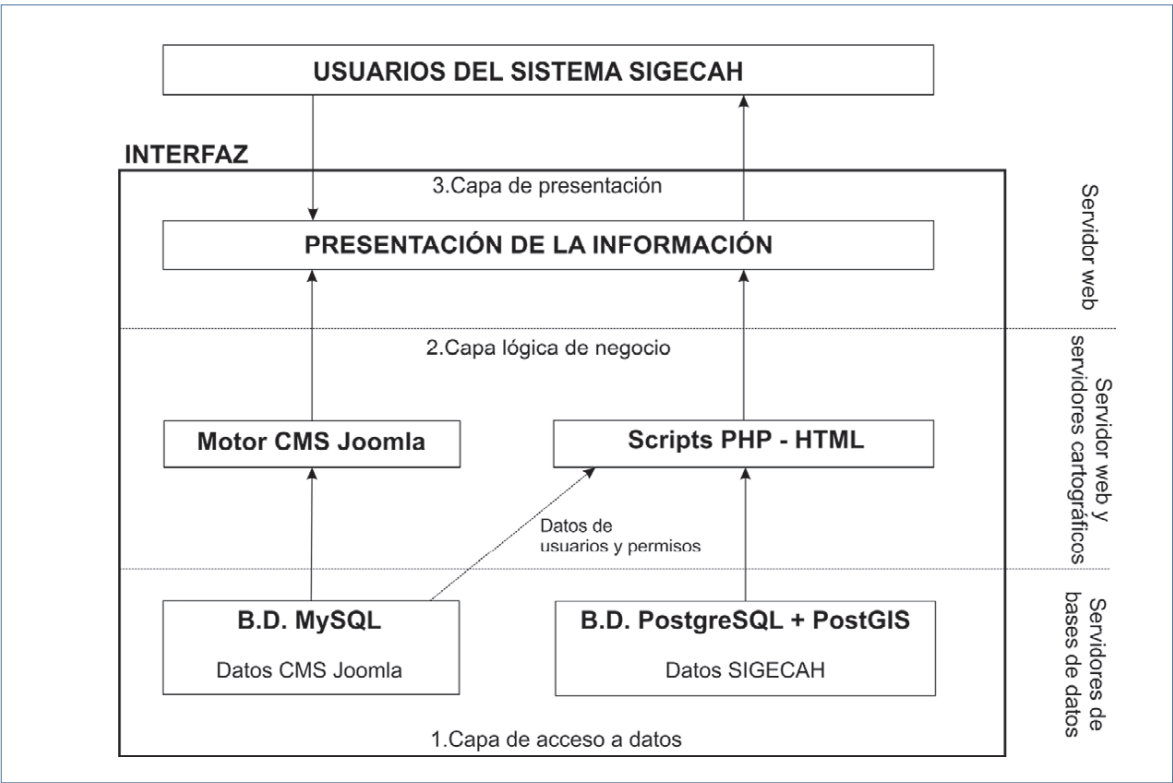 USUARIOS DEL SISTEMA SIGECAH
INTERFAZ
3.Capa de presentación
PRESENTACIÓN DE LA INFORMACIÓN
Servidor web
2.Capa lógica de negocio
Motor CMS Joomla
Scripts PHP - HTML
Datos de
usuarios y permisos
Servidor web y
servidores cartográficos
B.D. MySQL
Datos CMS Joomla
B.D. PostgreSQL + PostGIS
Datos SIGECAH
Servidores de
bases de datos
1.Capa de acceso a datos